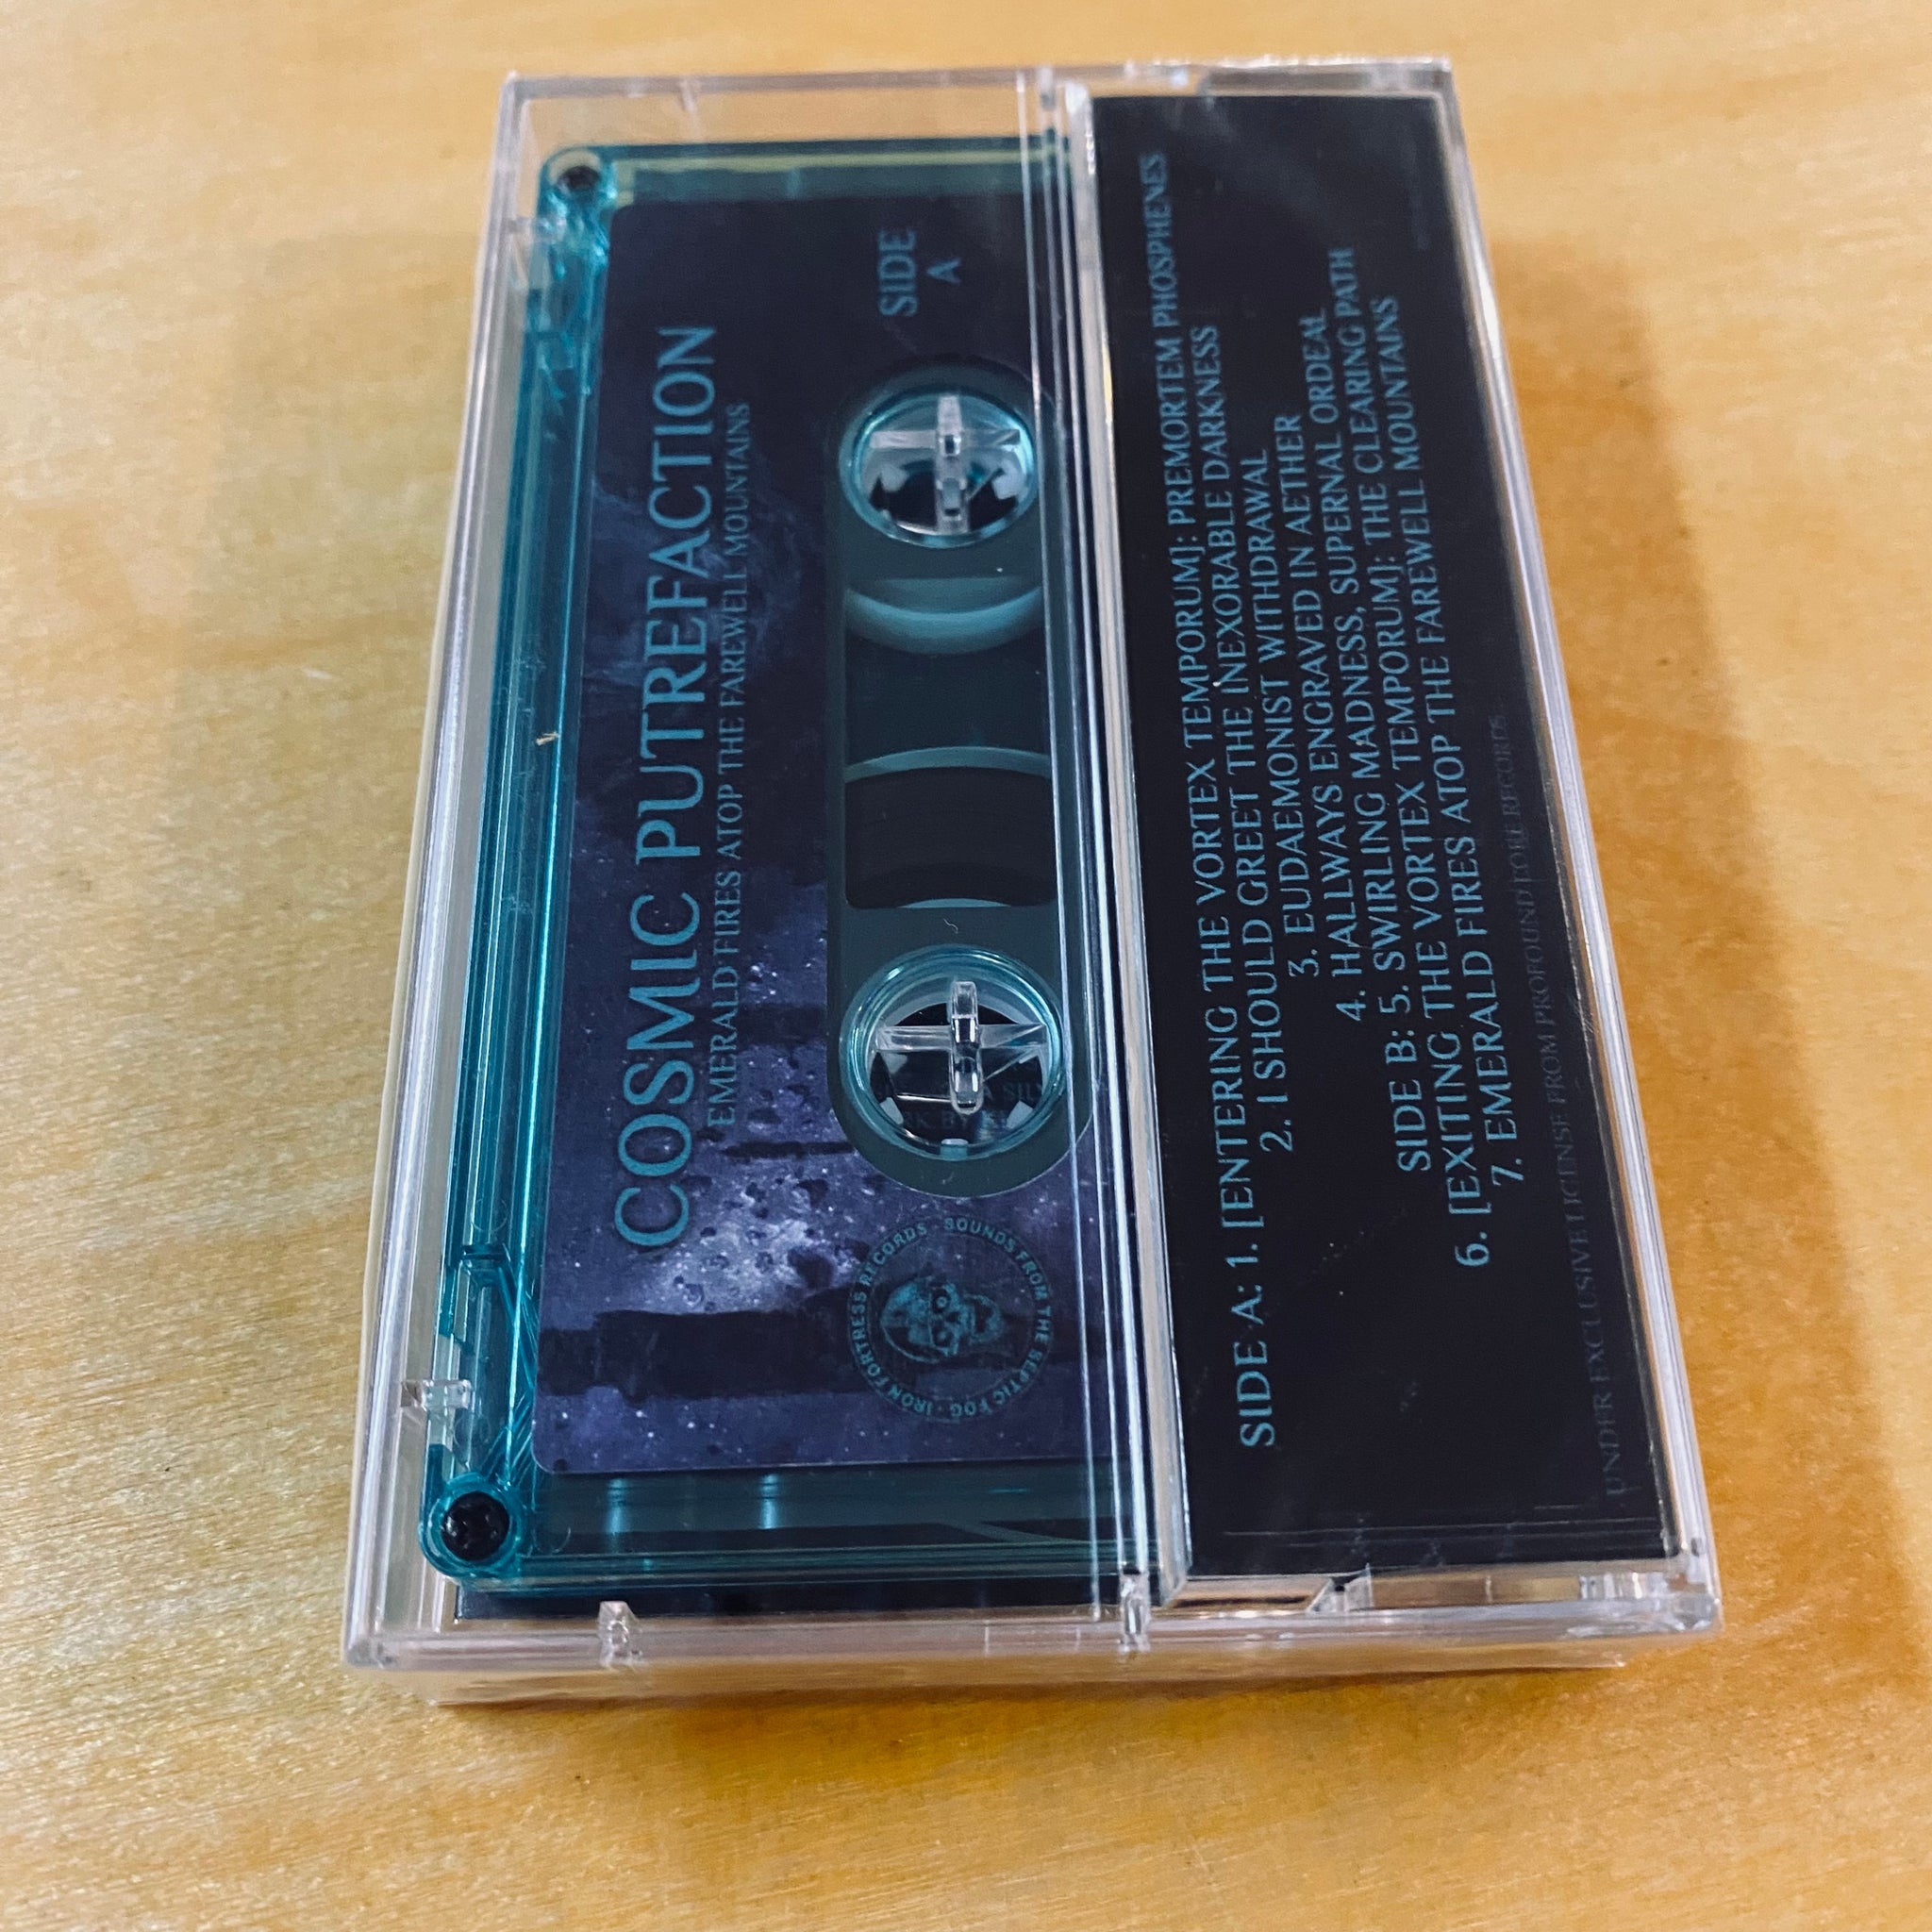 COSMIC PUTREFACTION
EMERALD FIRES ATOP THE FAREWELL MOUNTAINS
SIDE
A
IRON FORTRESS RECORDS · SOUNDS FROM THE SEPTIC FOG ·
SIDE A: 1. [ENTERING THE VORTEX TEMPORUM]: PREMORTEM PHOSPHENES
2. I SHOULD GREET THE INEXORABLE DARKNESS
3. EUDAEMONIST WITHDRAWAL
4. HALLWAYS ENGRAVED IN AETHER
SIDE B: 5. SWIRLING MADNESS, SUPERNAL ORDEAL
6. [EXITING THE VORTEX TEMPORUM]: THE CLEARING PATH
7. EMERALD FIRES ATOP THE FAREWELL MOUNTAINS
UNDER EXCLUSIVE LICENSE FROM PROFOUND LORE RECORDS